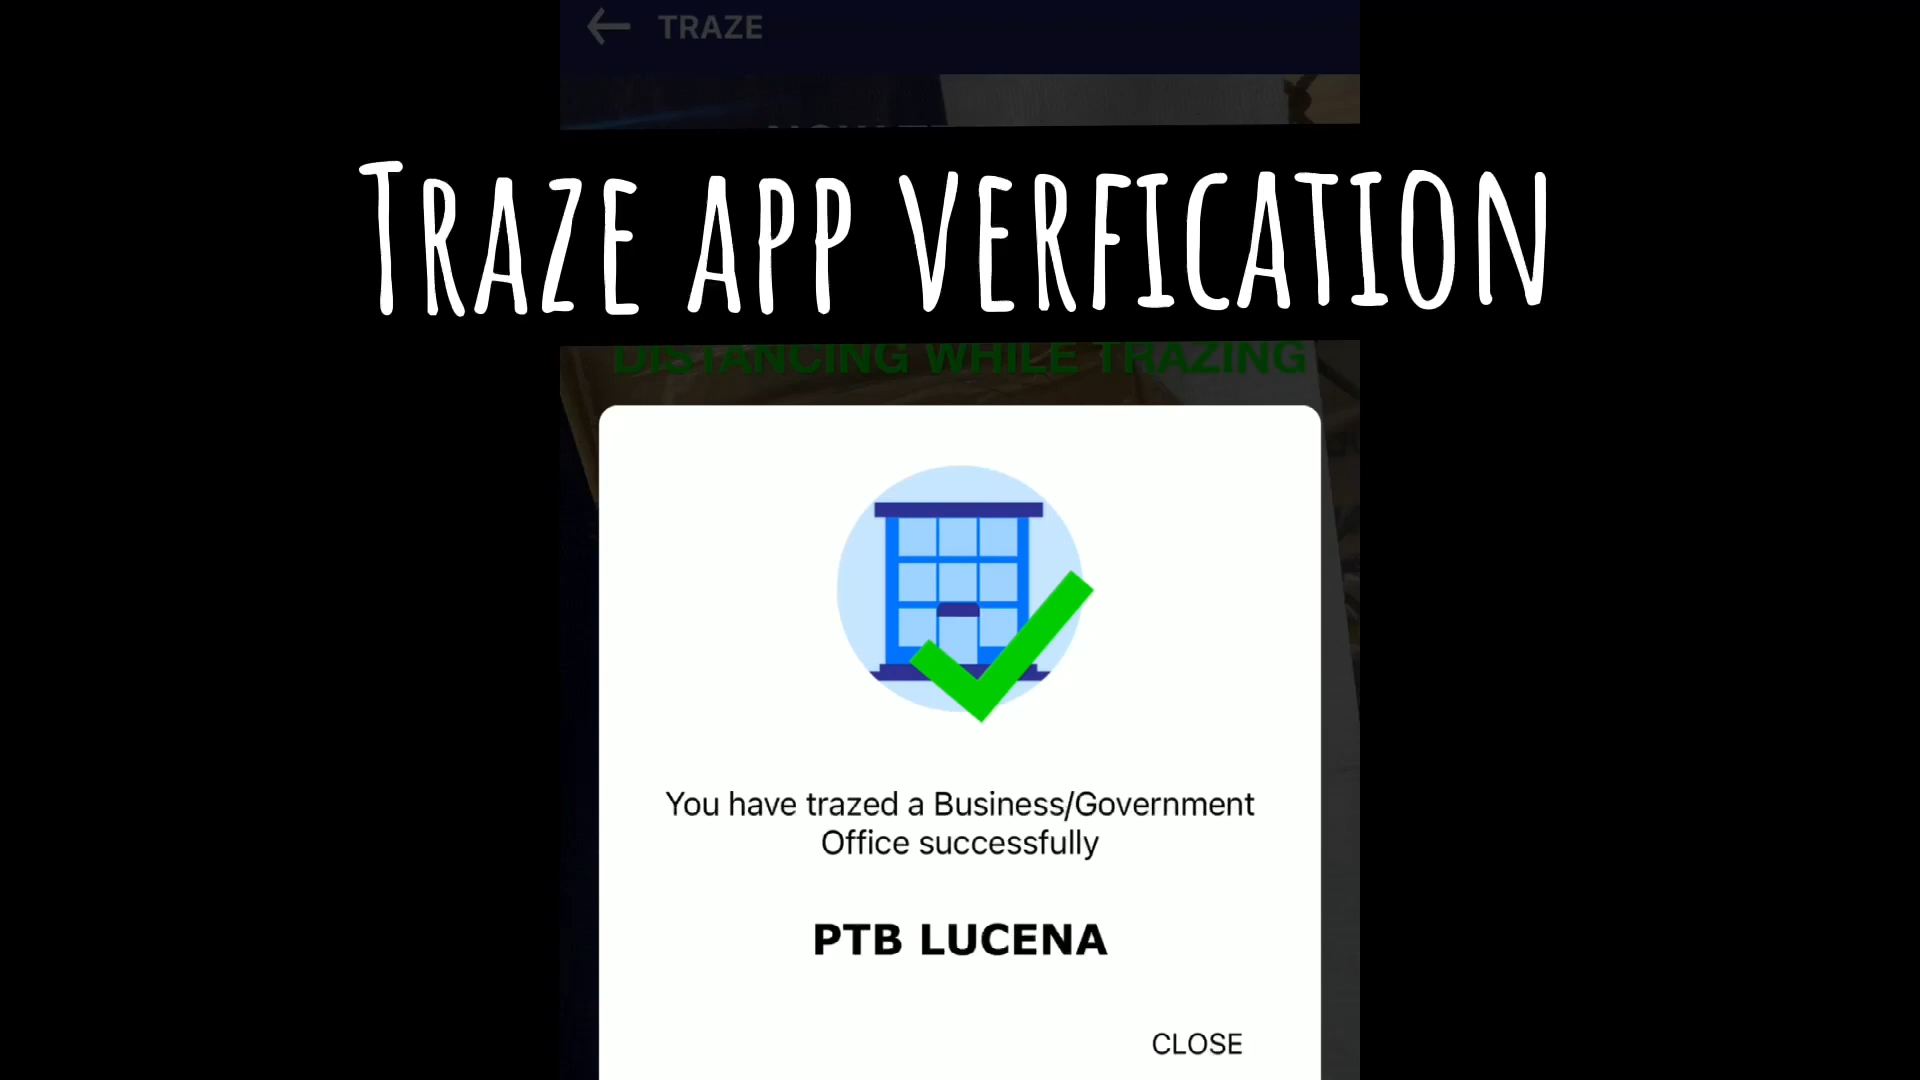 TRAZE
TRAZE APP VERFICATION
DISTANCING WHILE TRAZING
You have trazed a Business/Government
Office successfully
PTB LUCENA
CLOSE